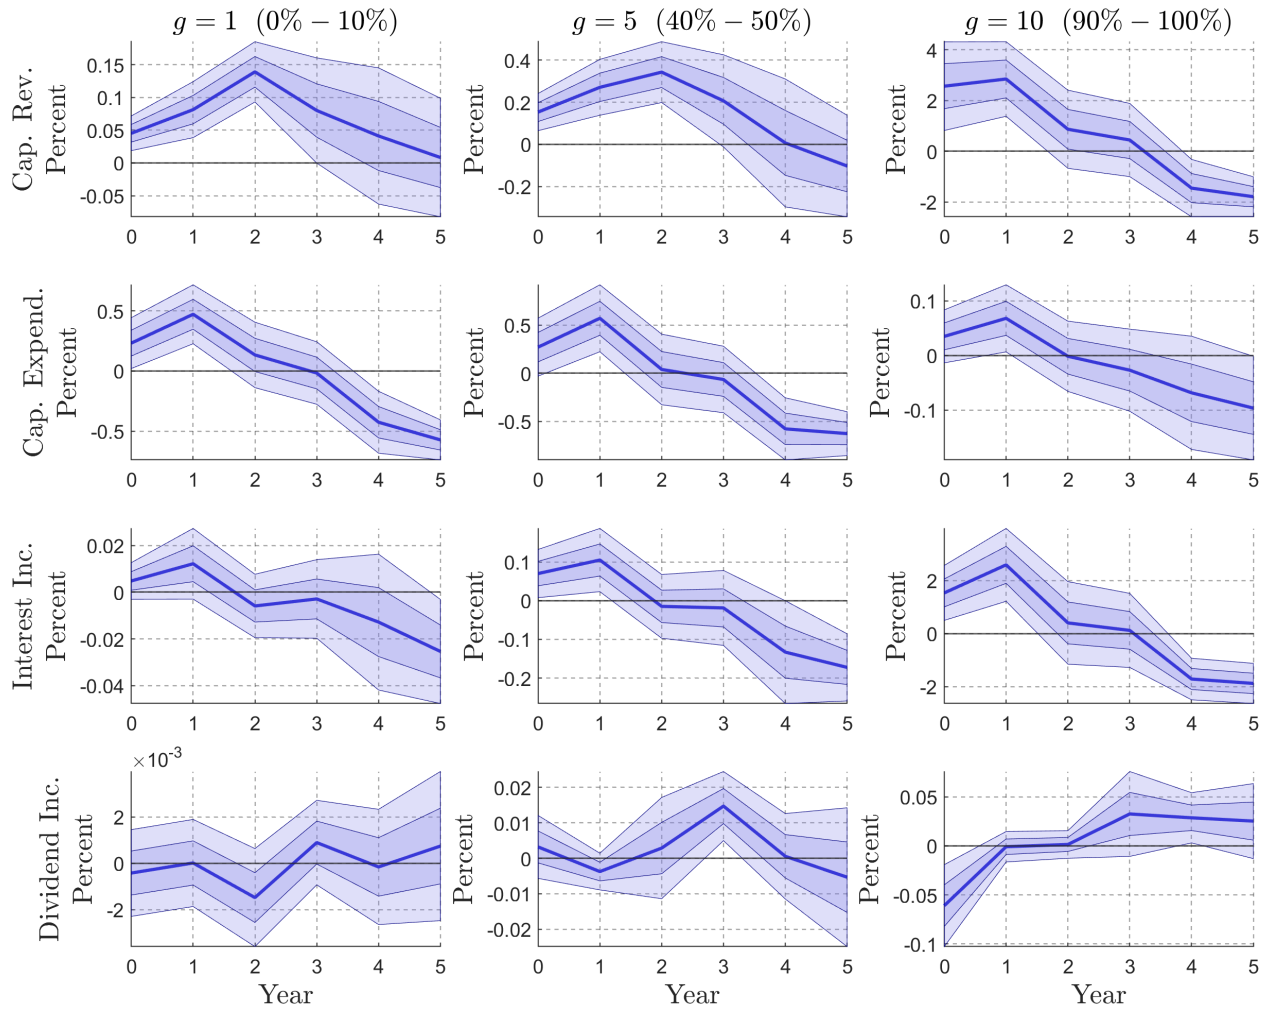 g = 1 (0% − 10%)
g = 5 (40% − 50%)
g = 10 (90% − 100%)
Cap. Rev.
Percent
0.15
0.1
0.05
0
-0.05
0 1 2 3 4 5
Percent
0.4
0.2
0
-0.2
0 1 2 3 4 5
Percent
4
2
0
-2
0 1 2 3 4 5
Cap. Expend.
Percent
0.5
0
-0.5
0 1 2 3 4 5
Percent
0.5
0
-0.5
0 1 2 3 4 5
Percent
0.1
0
-0.1
0 1 2 3 4 5
Interest Inc.
Percent
0.02
0
-0.02
-0.04
0 1 2 3 4 5
Percent
0.1
0
-0.1
-0.2
0 1 2 3 4 5
Percent
2
0
-2
0 1 2 3 4 5
Dividend Inc.
Percent
×10⁻³
2
0
-2
0 1 2 3 4 5
Year
Percent
0.02
0.01
0
-0.01
-0.02
0 1 2 3 4 5
Year
Percent
0.05
0
-0.05
-0.1
0 1 2 3 4 5
Year